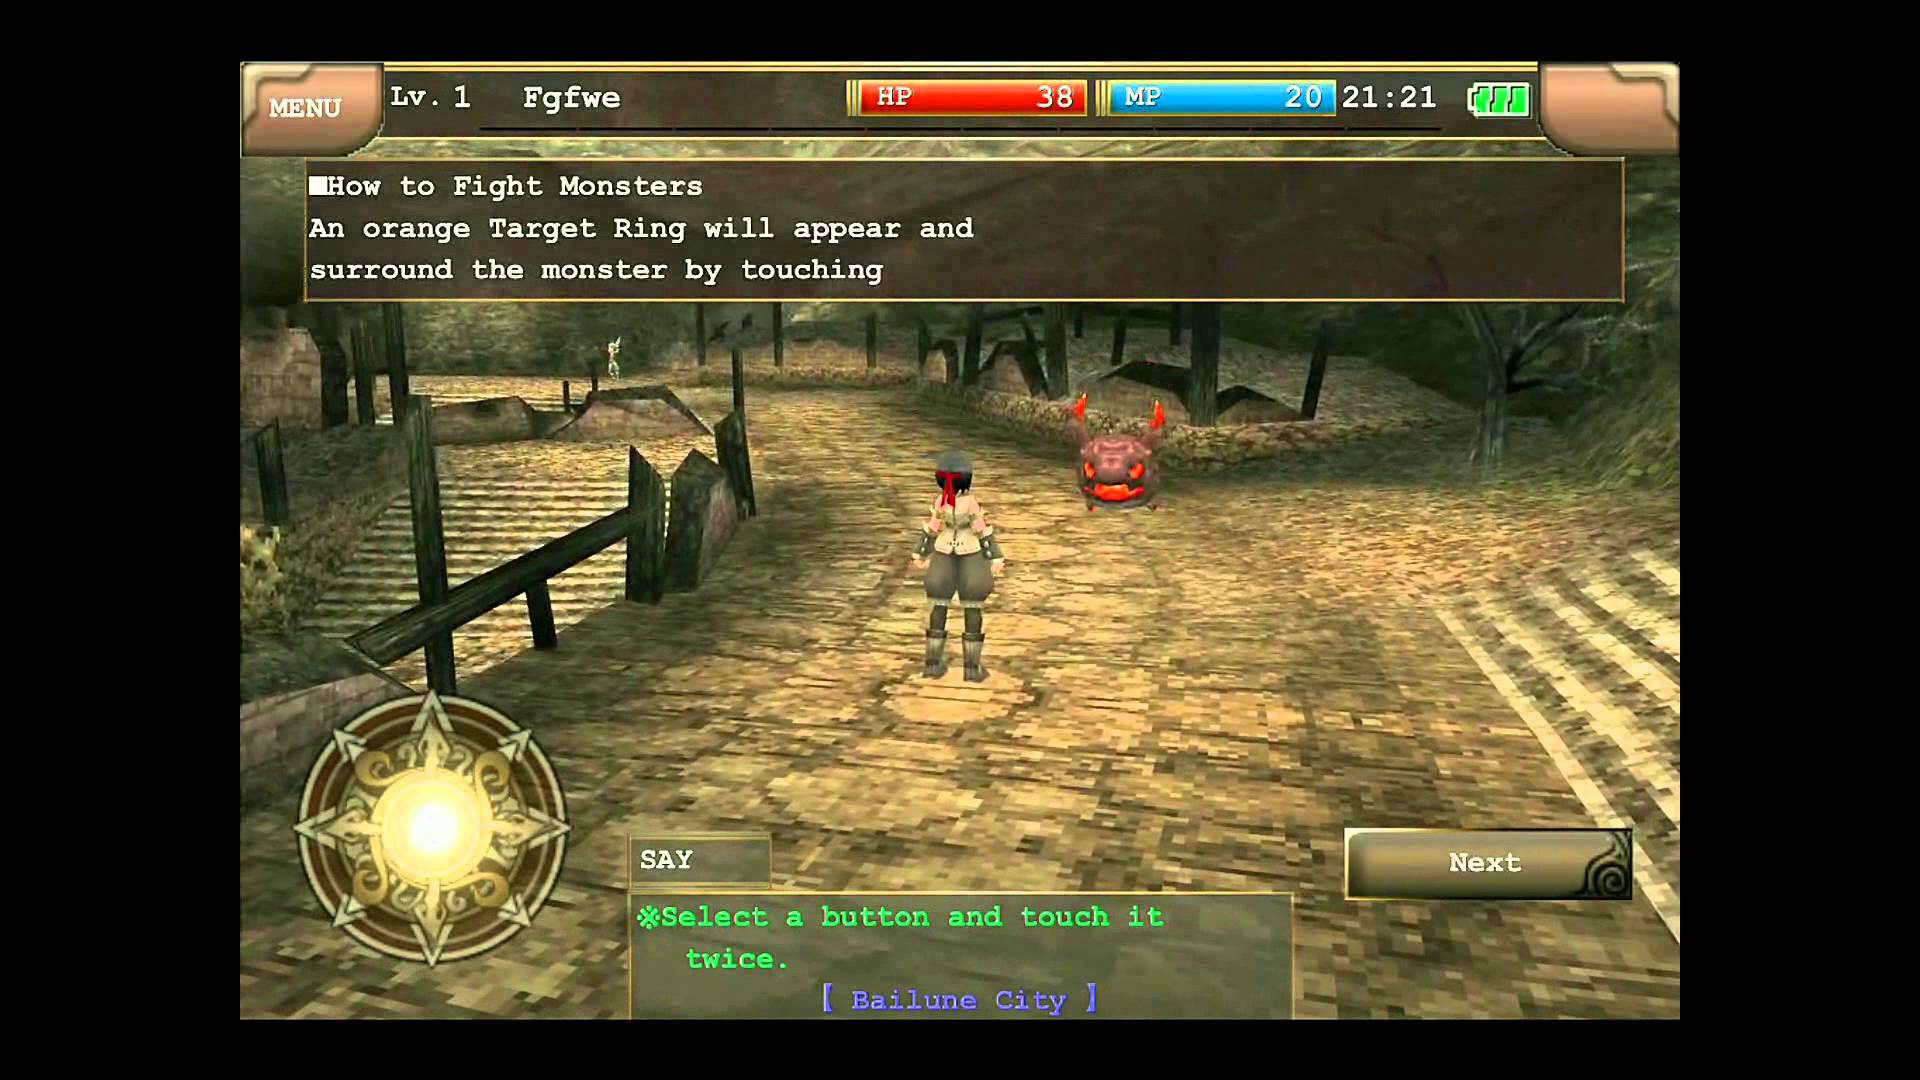 MENU
Lv. 1 Fgfwe HP 38 MP 20 21:21
■How to Fight Monsters
An orange Target Ring will appear and
surround the monster by touching
SAY
Next
※Select a button and touch it
twice.
【 Bailune City 】